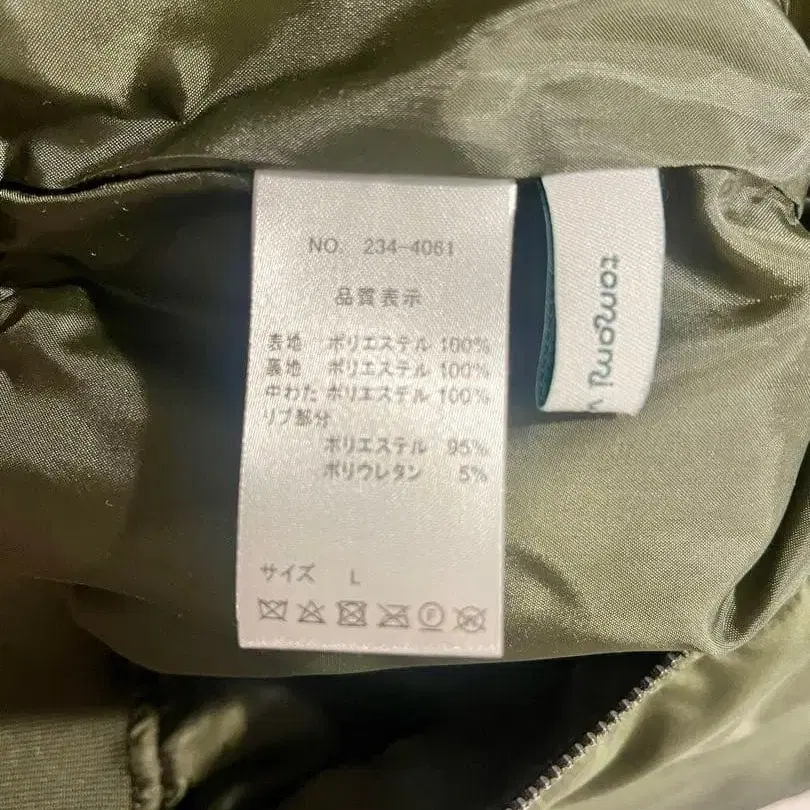 NO. 234-4061
品質表示
表地 ポリエステル 100%
裏地 ポリエステル 100%
中わた ポリエステル 100%
リブ部分
ポリエステル 95%
ポリウレタン 5%
サイズ L
F
W
tomomi